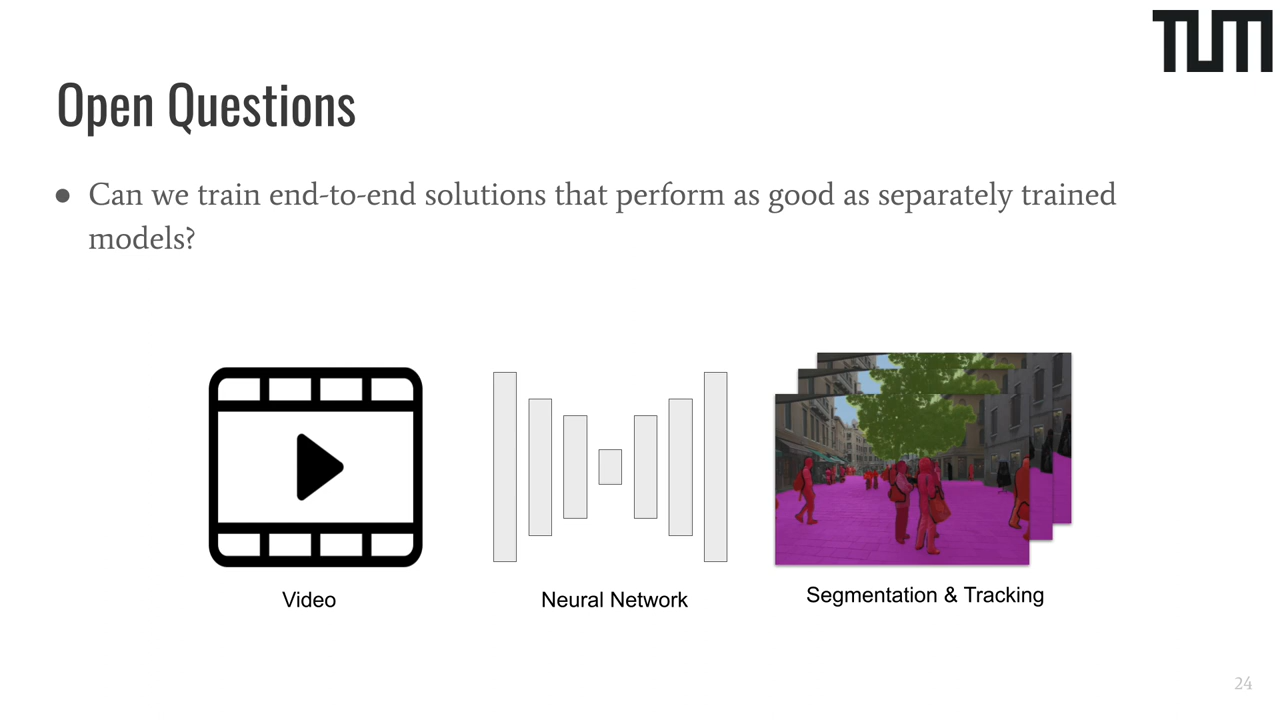 TUM
Open Questions
● Can we train end-to-end solutions that perform as good as separately trained
models?
Video
Neural Network
Segmentation & Tracking
24